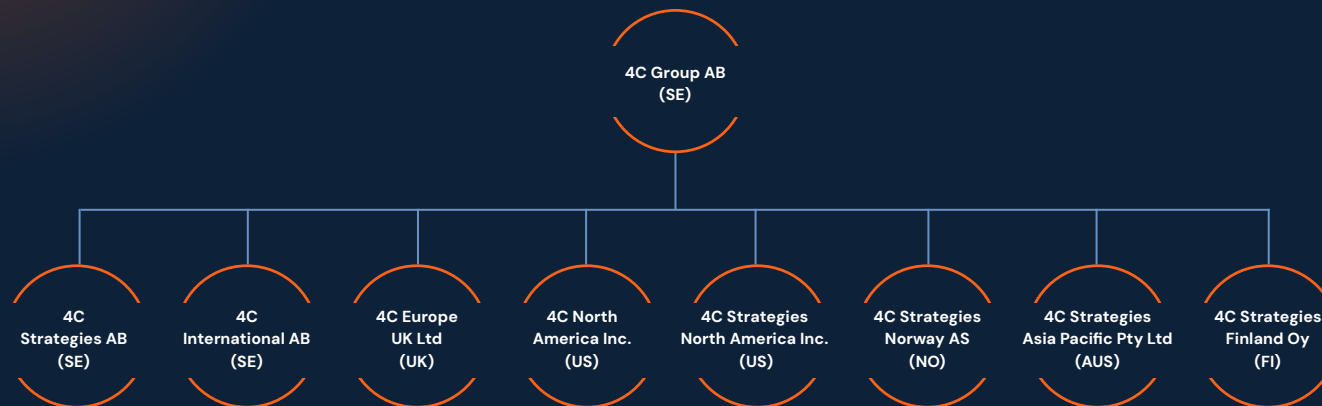 4C Group AB
(SE)
4C
Strategies AB
(SE)
4C
International AB
(SE)
4C Europe
UK Ltd
(UK)
4C North
America Inc.
(US)
4C Strategies
North America Inc.
(US)
4C Strategies
Norway AS
(NO)
4C Strategies
Asia Pacific Pty Ltd
(AUS)
4C Strategies
Finland Oy
(FI)